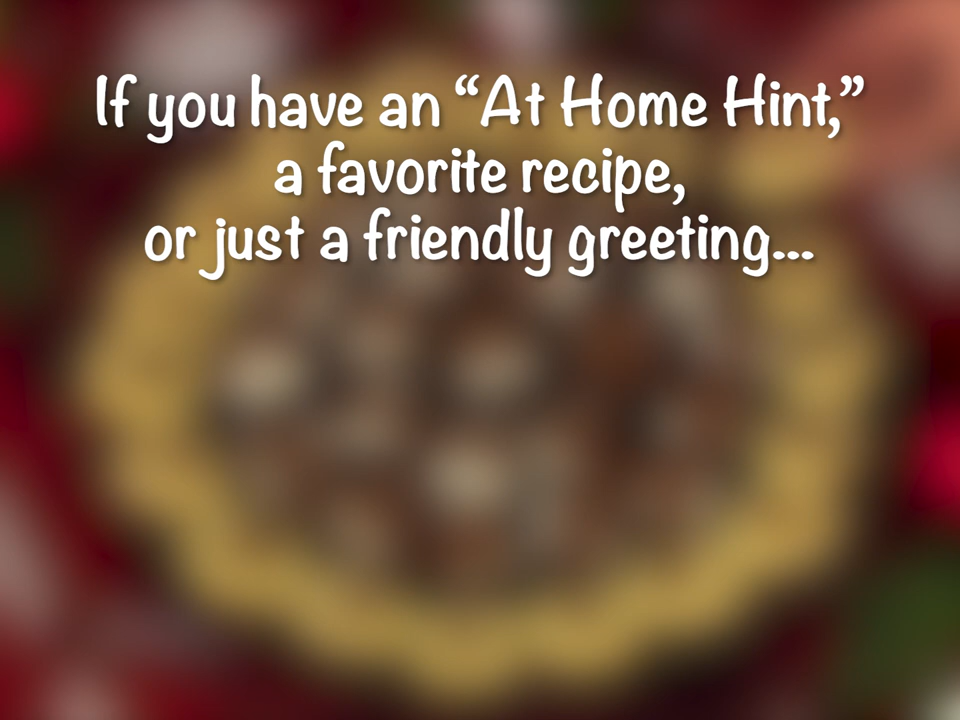 If you have an “At Home Hint,”
a favorite recipe,
or just a friendly greeting...